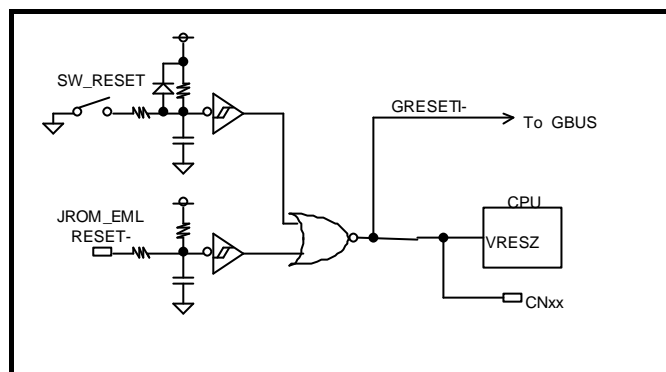 SW_RESET
GRESETI-
To GBUS
JROM_EML
RESET-
CPU
VRESZ
CNxx